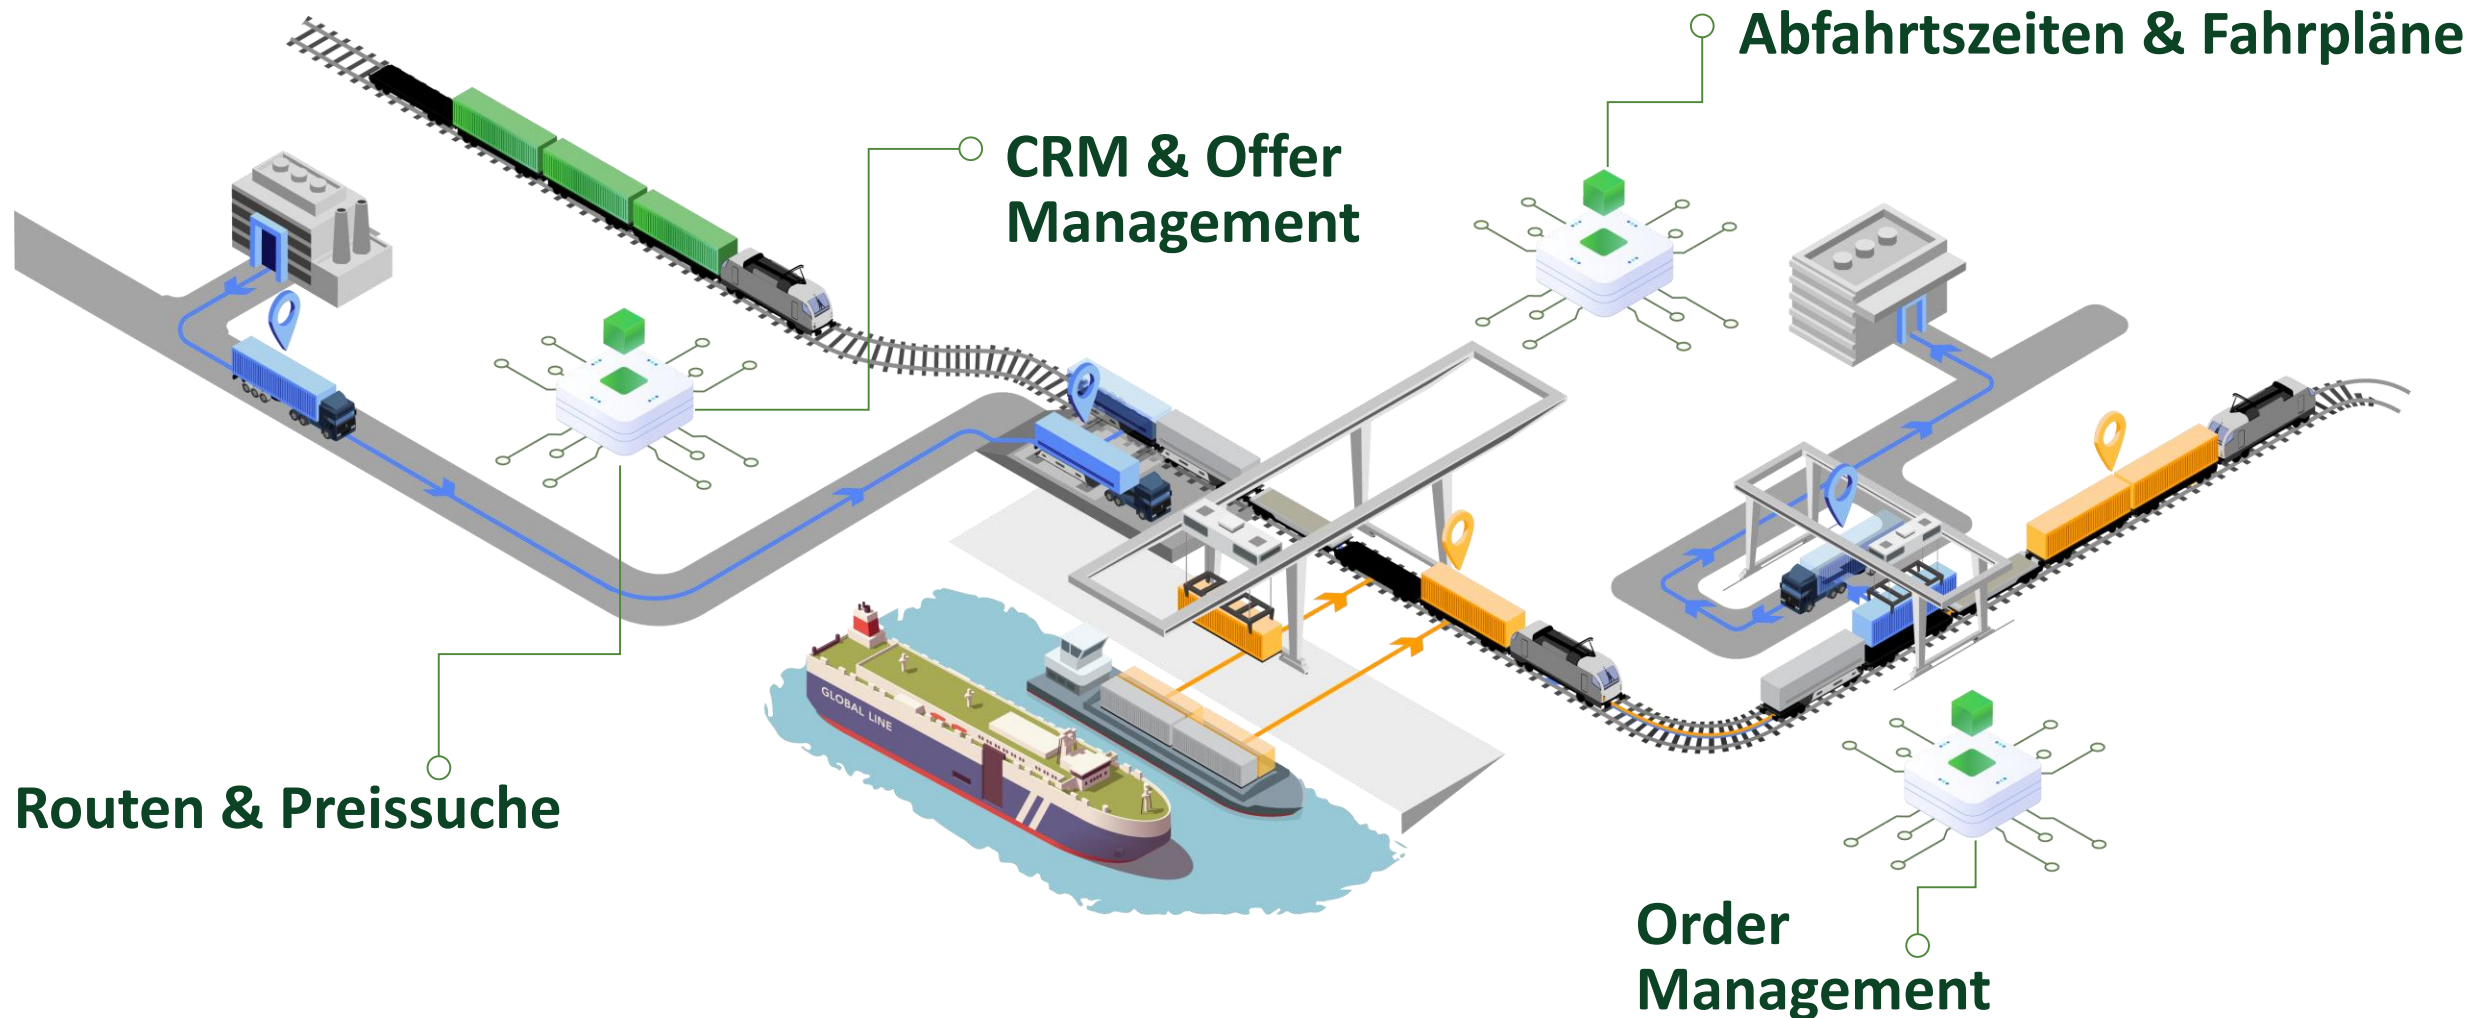 Abfahrtszeiten & Fahrpläne
CRM & Offer
Management
GLOBAL LINE
Routen & Preissuche
Order
Management